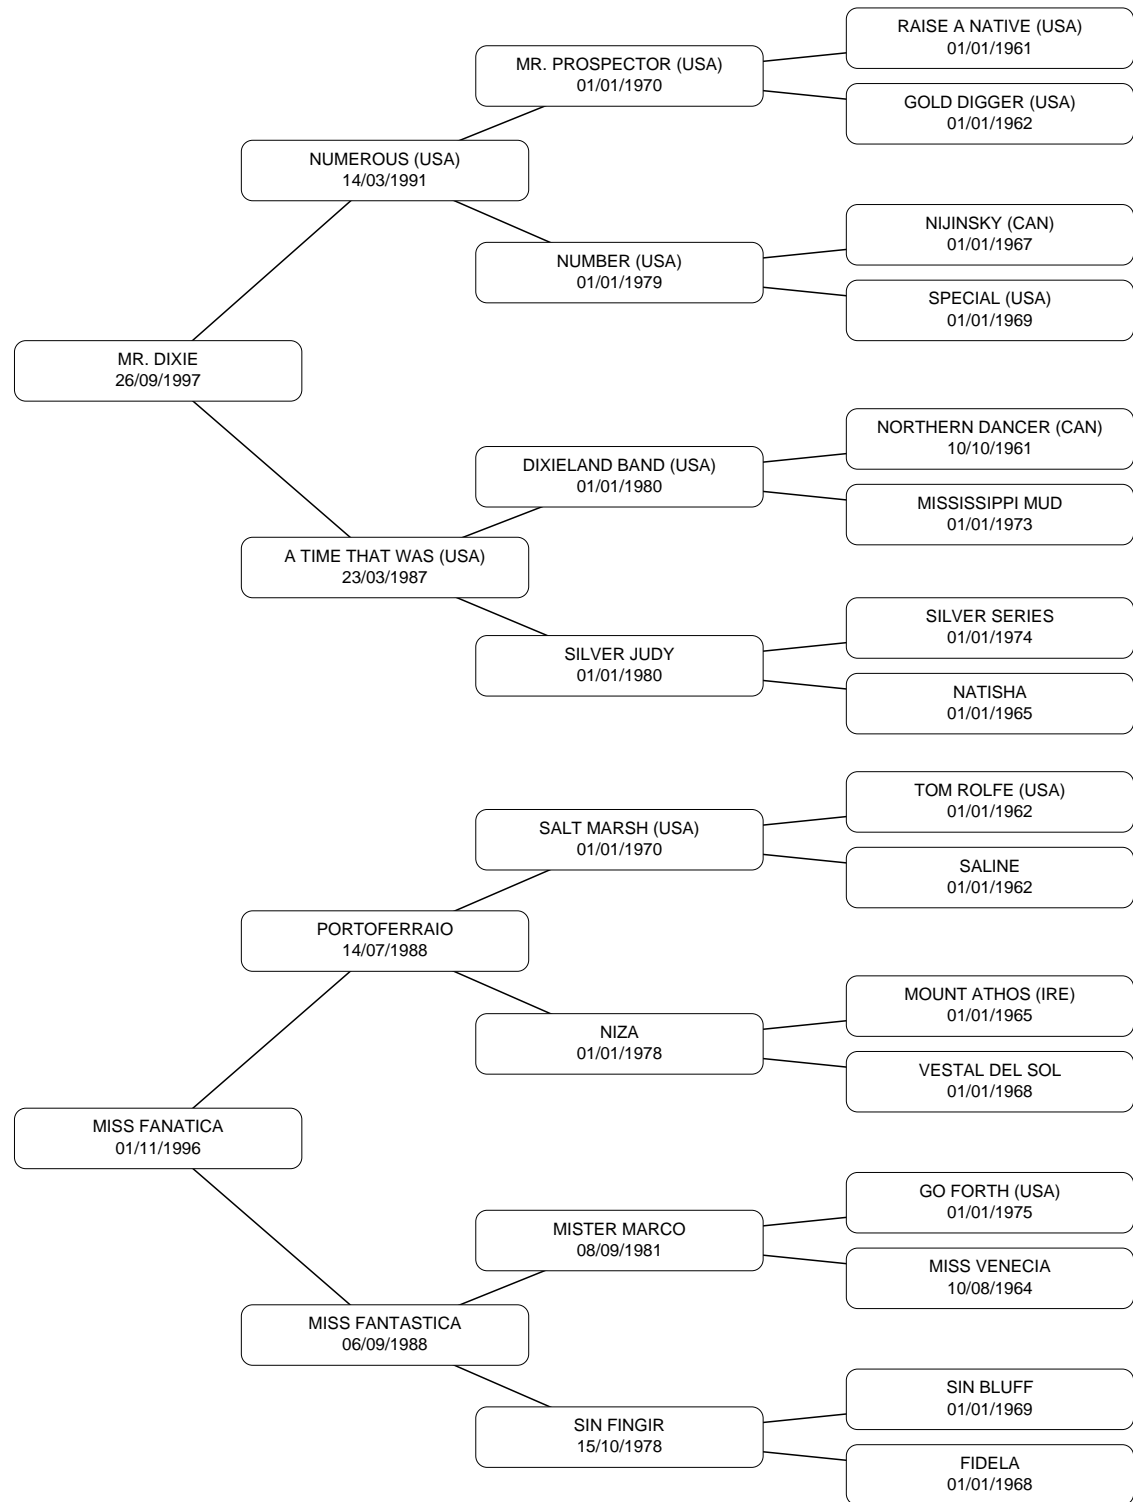 RAISE A NATIVE (USA)
01/01/1961
MR. PROSPECTOR (USA)
01/01/1970
GOLD DIGGER (USA)
01/01/1962
NUMEROUS (USA)
14/03/1991
NIJINSKY (CAN)
01/01/1967
NUMBER (USA)
01/01/1979
SPECIAL (USA)
01/01/1969
MR. DIXIE
26/09/1997
NORTHERN DANCER (CAN)
10/10/1961
DIXIELAND BAND (USA)
01/01/1980
MISSISSIPPI MUD
01/01/1973
A TIME THAT WAS (USA)
23/03/1987
SILVER SERIES
01/01/1974
SILVER JUDY
01/01/1980
NATISHA
01/01/1965
TOM ROLFE (USA)
01/01/1962
SALT MARSH (USA)
01/01/1970
SALINE
01/01/1962
PORTOFERRAIO
14/07/1988
MOUNT ATHOS (IRE)
01/01/1965
NIZA
01/01/1978
VESTAL DEL SOL
01/01/1968
MISS FANATICA
01/11/1996
GO FORTH (USA)
01/01/1975
MISTER MARCO
08/09/1981
MISS VENECIA
10/08/1964
MISS FANTASTICA
06/09/1988
SIN BLUFF
01/01/1969
SIN FINGIR
15/10/1978
FIDELA
01/01/1968